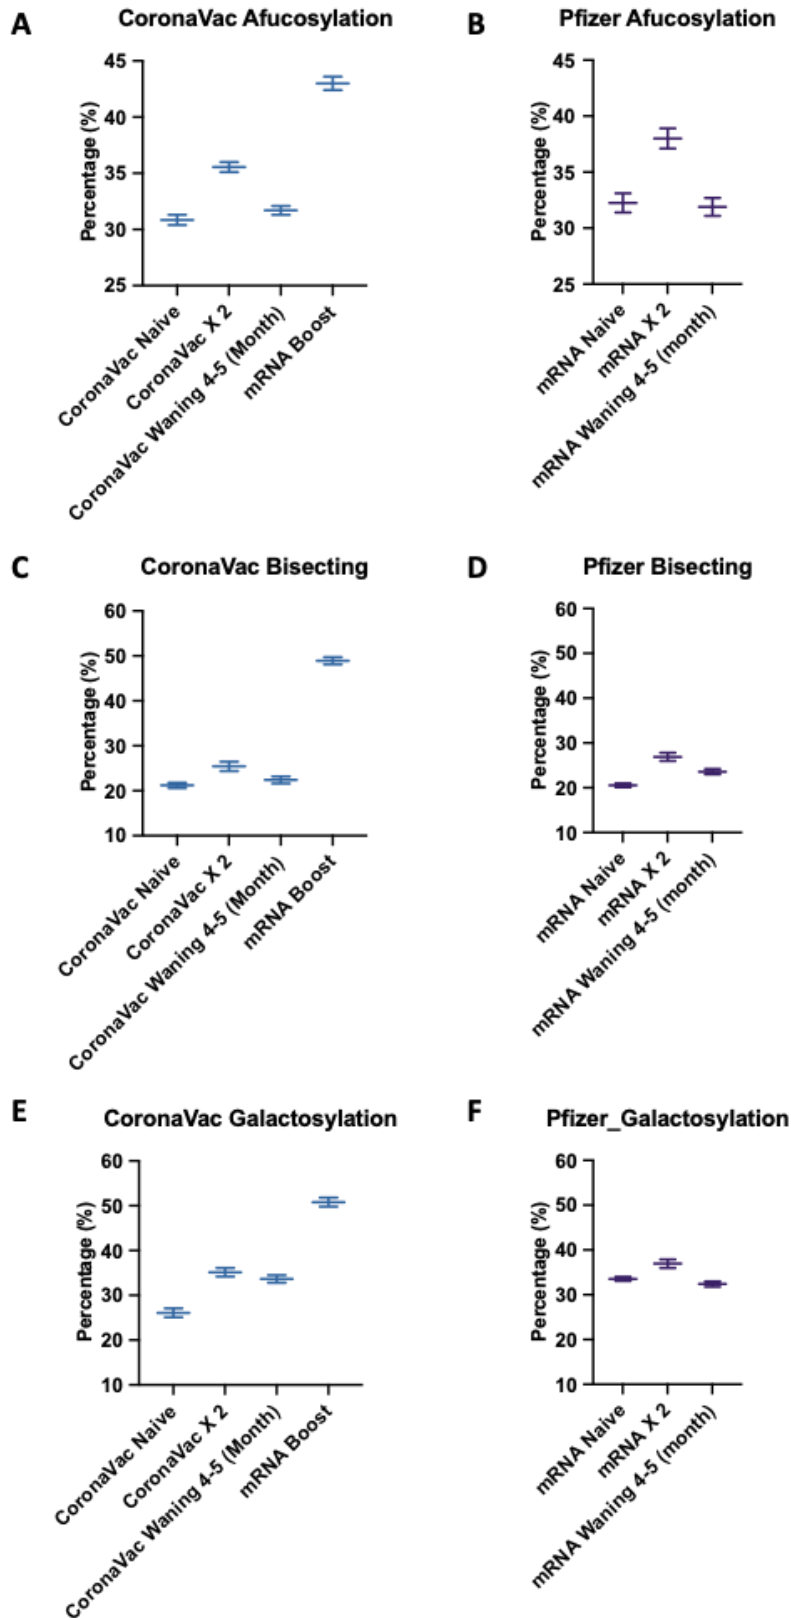 A
CoronaVac Afucosylation
Percentage (%)
45
40
35
30
25
CoronaVac Naive
CoronaVac X 2
CoronaVac Waning 4-5 (Month)
mRNA Boost
B
Pfizer Afucosylation
Percentage (%)
45
40
35
30
25
mRNA Naive
mRNA X 2
mRNA Waning 4-5 (month)
C
CoronaVac Bisecting
Percentage (%)
60
50
40
30
20
10
CoronaVac Naive
CoronaVac X 2
CoronaVac Waning 4-5 (Month)
mRNA Boost
D
Pfizer Bisecting
Percentage (%)
60
50
40
30
20
10
mRNA Naive
mRNA X 2
mRNA Waning 4-5 (month)
E
CoronaVac Galactosylation
Percentage (%)
60
50
40
30
20
10
CoronaVac Naive
CoronaVac X 2
CoronaVac Waning 4-5 (Month)
mRNA Boost
F
Pfizer_Galactosylation
Percentage (%)
60
50
40
30
20
10
mRNA Naive
mRNA X 2
mRNA Waning 4-5 (month)